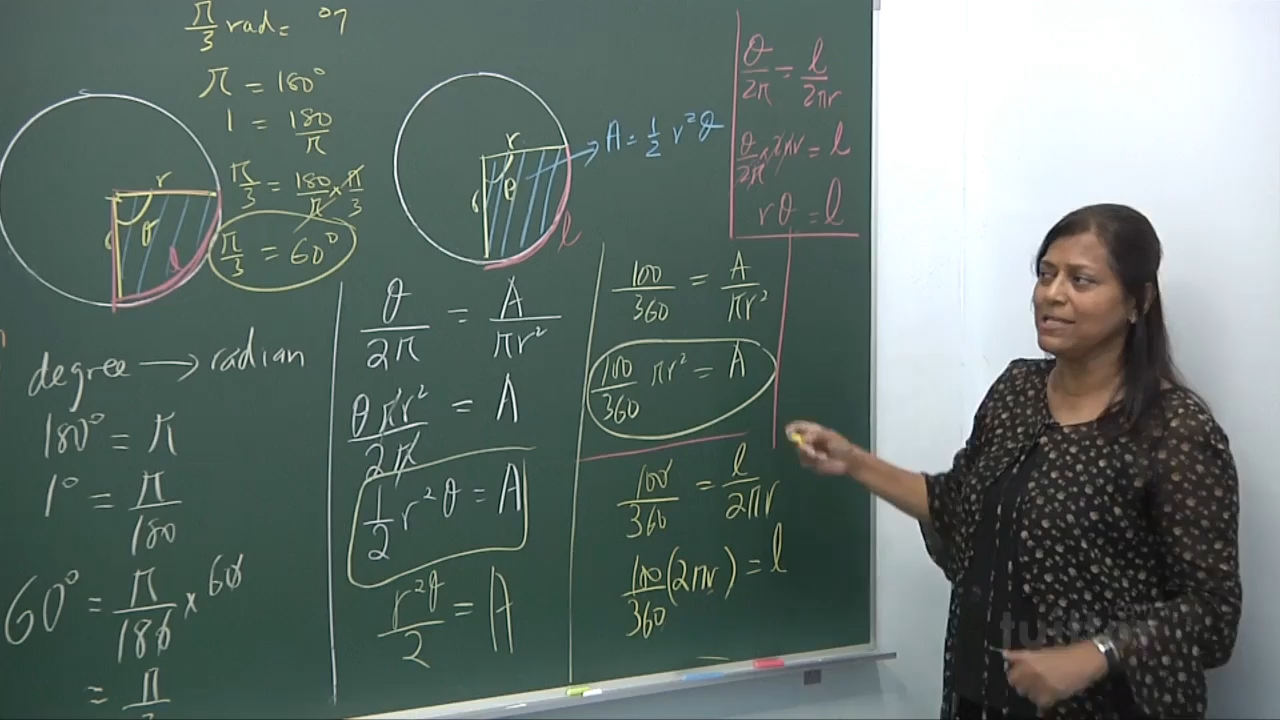 π/3 rad = °?
π = 180°
1 = 180/π
π/3 = 180/π × π/3
π/3 = 60°
r
θ
degree → radian
180° = π
1° = π/180
60° = π/180 × 60
= π/3
r
θ
l
A = 1/2 r²θ
θ/2π = A/πr²
θπr²/2π = A
1/2 r²θ = A
r²θ/2 = A
100/360 = A/πr²
100/360 πr² = A
100/360 = l/2πr
100/360 (2πr) = l
θ/2π = l/2πr
θ/2π × 2πr = l
rθ = l